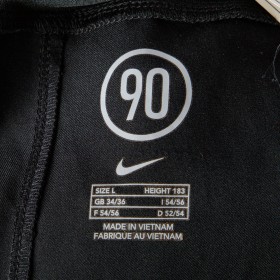 90
SIZE L HEIGHT 183
GB 34/36 I 54/56
F 54/56 D 52/54
MADE IN VIETNAM
FABRIQUE AU VIETNAM